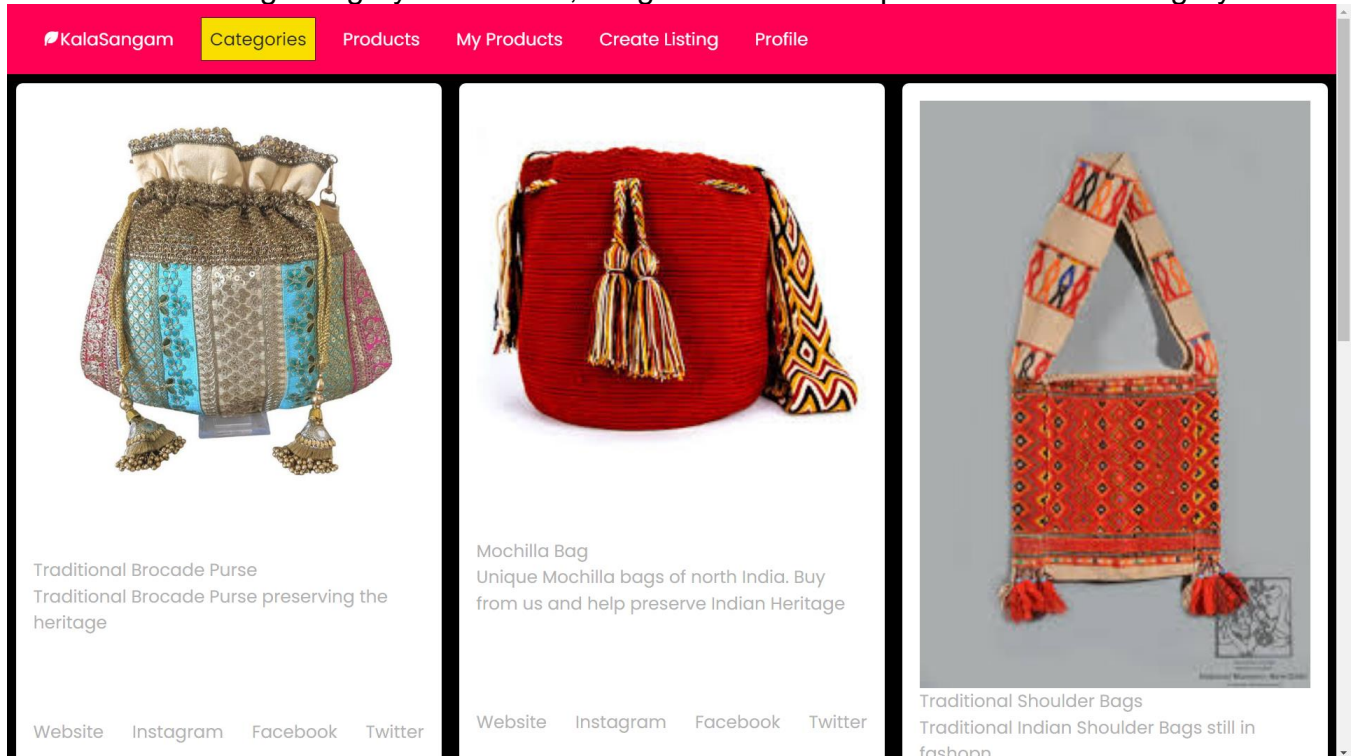 KalaSangam Categories Products My Products Create Listing Profile
Traditional Brocade Purse
Traditional Brocade Purse preserving the
heritage
Website Instagram Facebook Twitter
Mochilla Bag
Unique Mochilla bags of north India. Buy
from us and help preserve Indian Heritage
Website Instagram Facebook Twitter
Traditional Shoulder Bags
Traditional Indian Shoulder Bags still in
fashopn